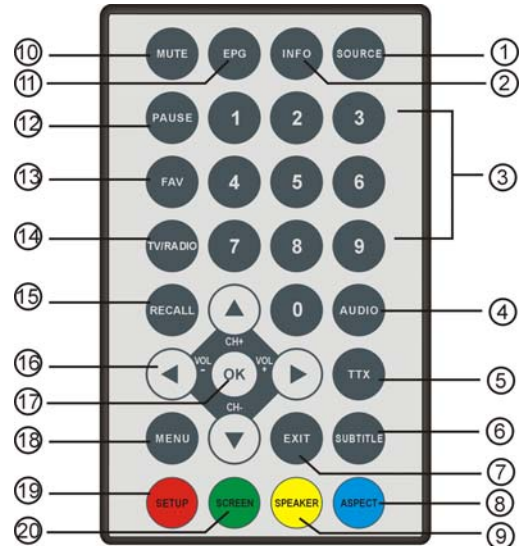 ⑩ MUTE EPG INFO SOURCE ①
⑪ ②
⑫ PAUSE 1 2 3
⑬ FAV 4 5 6 ③
⑭ TV/RADIO 7 8 9
⑮ RECALL 0 AUDIO ④
CH+
⑯ VOL - OK VOL + TTX ⑤
⑰
CH-
⑱ MENU EXIT SUBTITLE ⑥
⑦
⑲ SETUP SCREEN SPEAKER ASPECT ⑧
⑳ ⑨